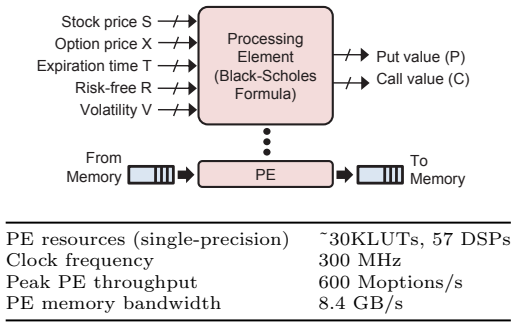 Stock price S
Option price X
Expiration time T
Risk-free R
Volatility V
Processing
Element
(Black-Scholes
Formula)
Put value (P)
Call value (C)
From
Memory
PE
To
Memory
PE resources (single-precision) ~30KLUTs, 57 DSPs
Clock frequency 300 MHz
Peak PE throughput 600 Moptions/s
PE memory bandwidth 8.4 GB/s